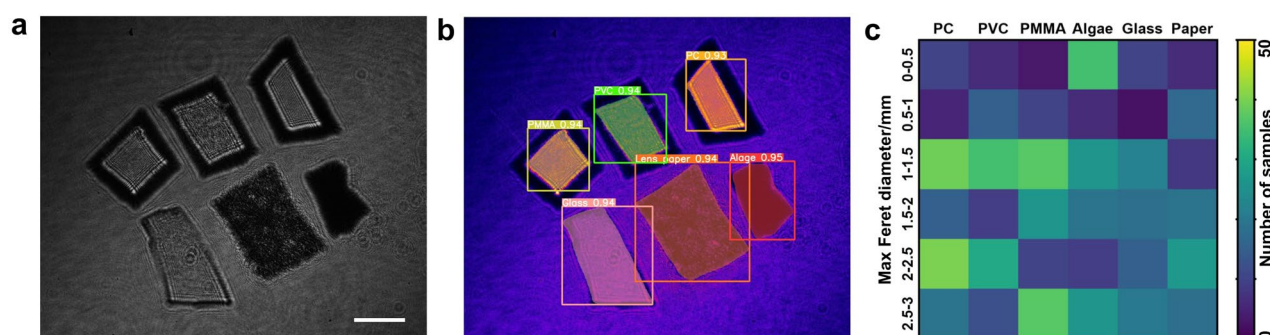 a
b
PC 0.93
PVC 0.94
PMMA 0.94
Lens paper 0.94
Alage 0.95
Glass 0.94
c
PC PVC PMMA Algae Glass Paper
Max Feret diameter/mm
0-0.5
0.5-1
1-1.5
1.5-2
2-2.5
2.5-3
50
Number of samples
0